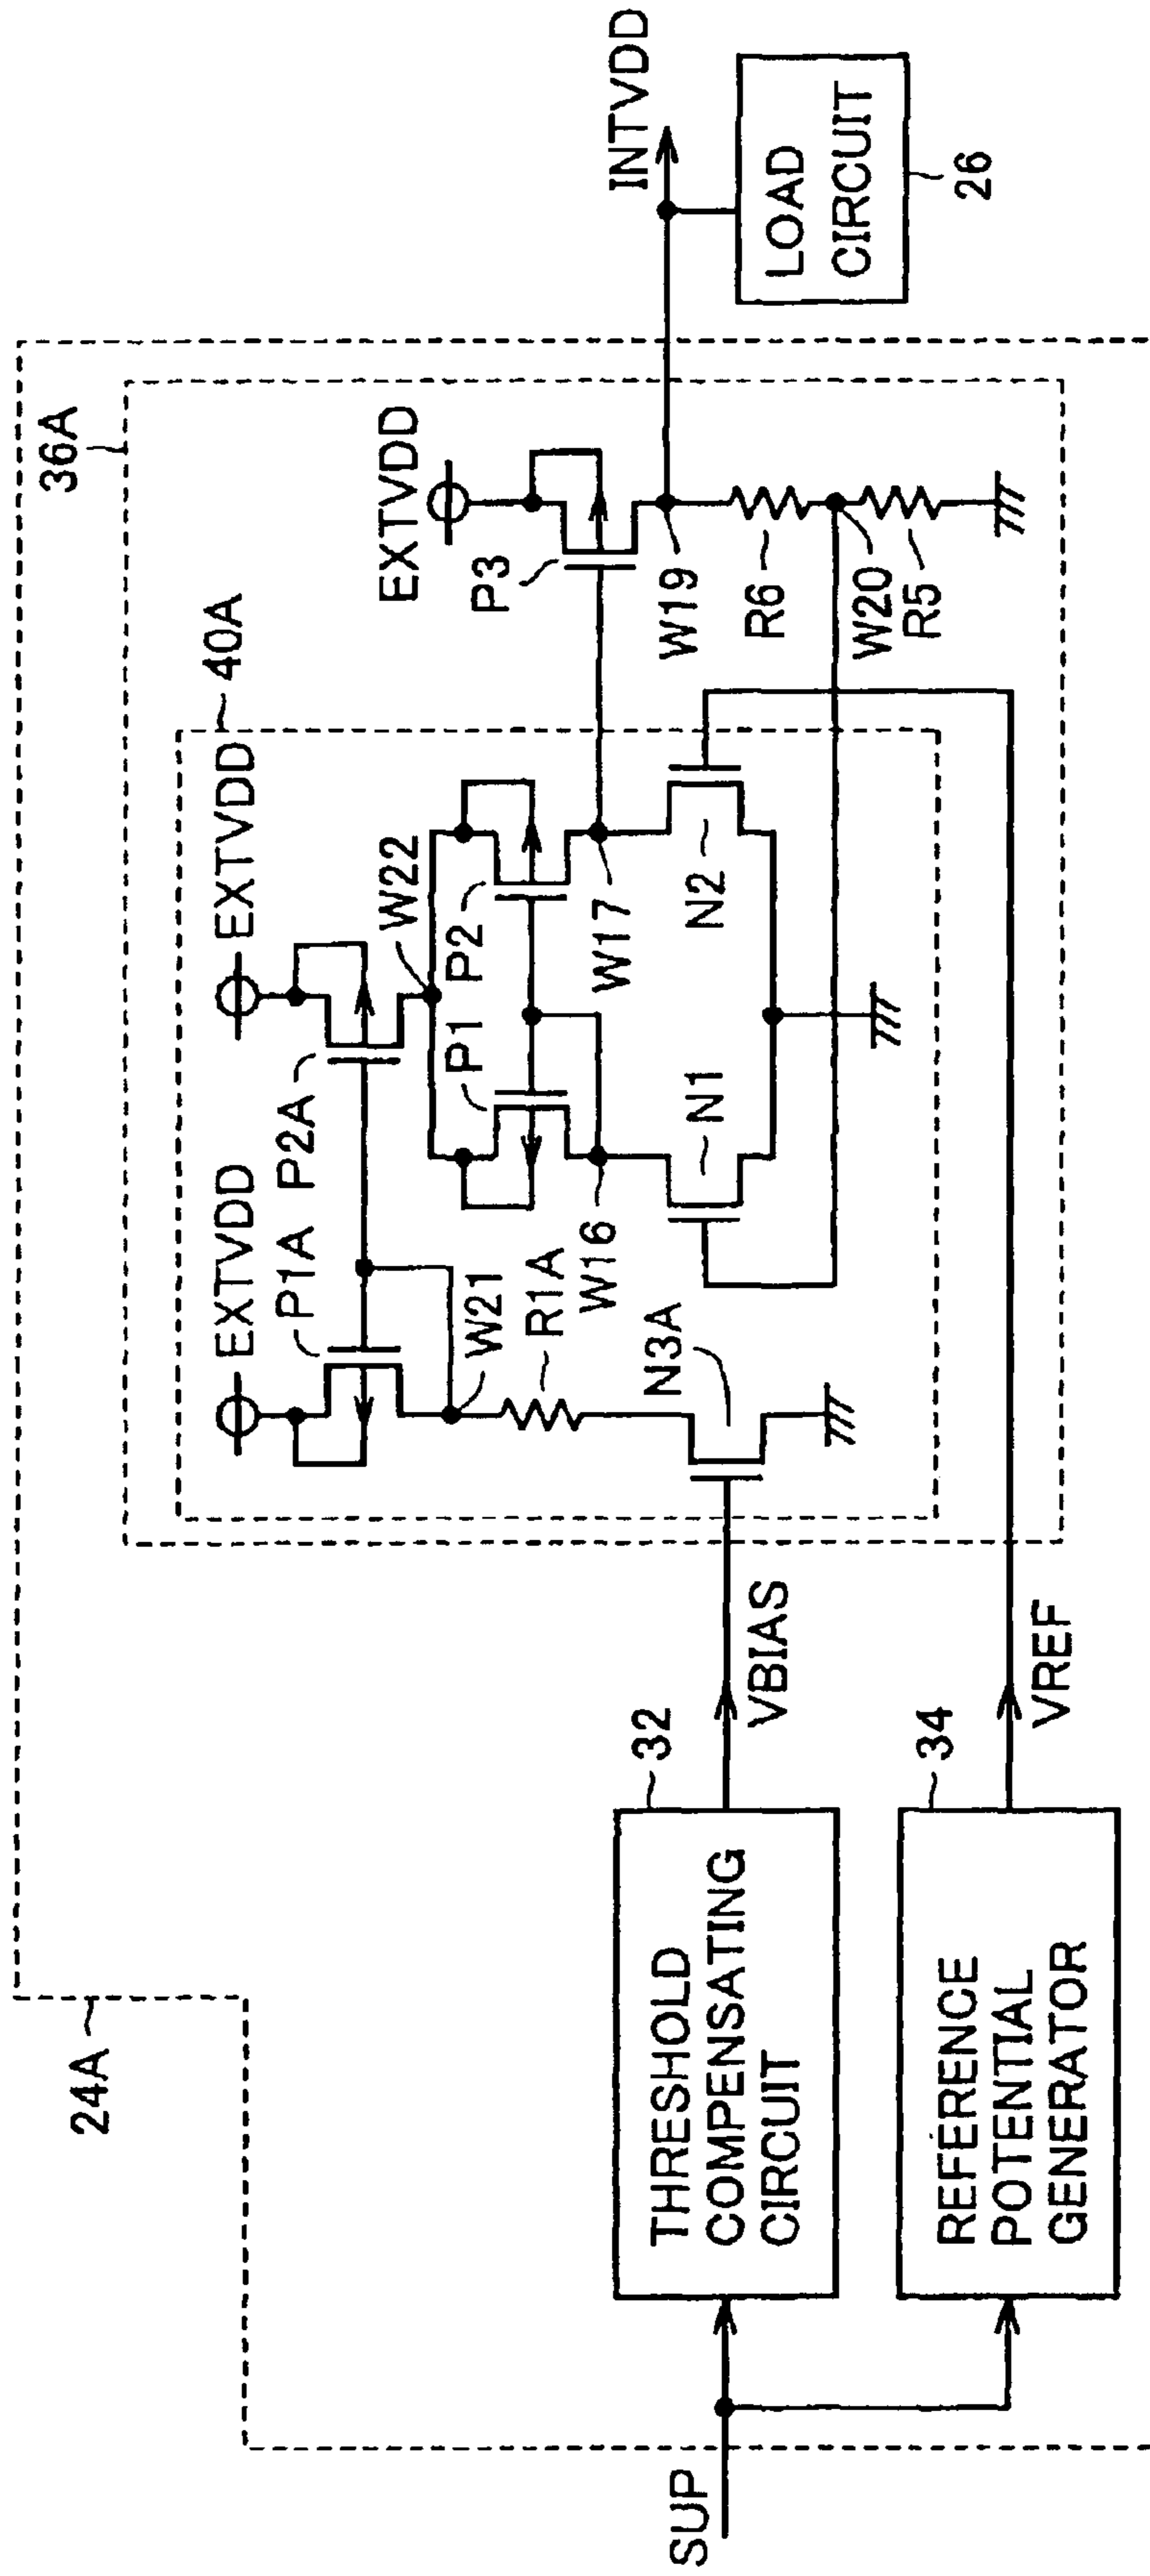 24A
36A
40A
EXTVDD
EXTVDD
EXTVDD
P1A
P2A
W22
P1
P2
P3
W21
R1A
W16
W17
W19
R6
W20
R5
N3A
N1
N2
INTVDD
LOAD
CIRCUIT
26
SUP
THRESHOLD
COMPENSATING
CIRCUIT
32
VBIAS
REFERENCE
POTENTIAL
GENERATOR
34
VREF